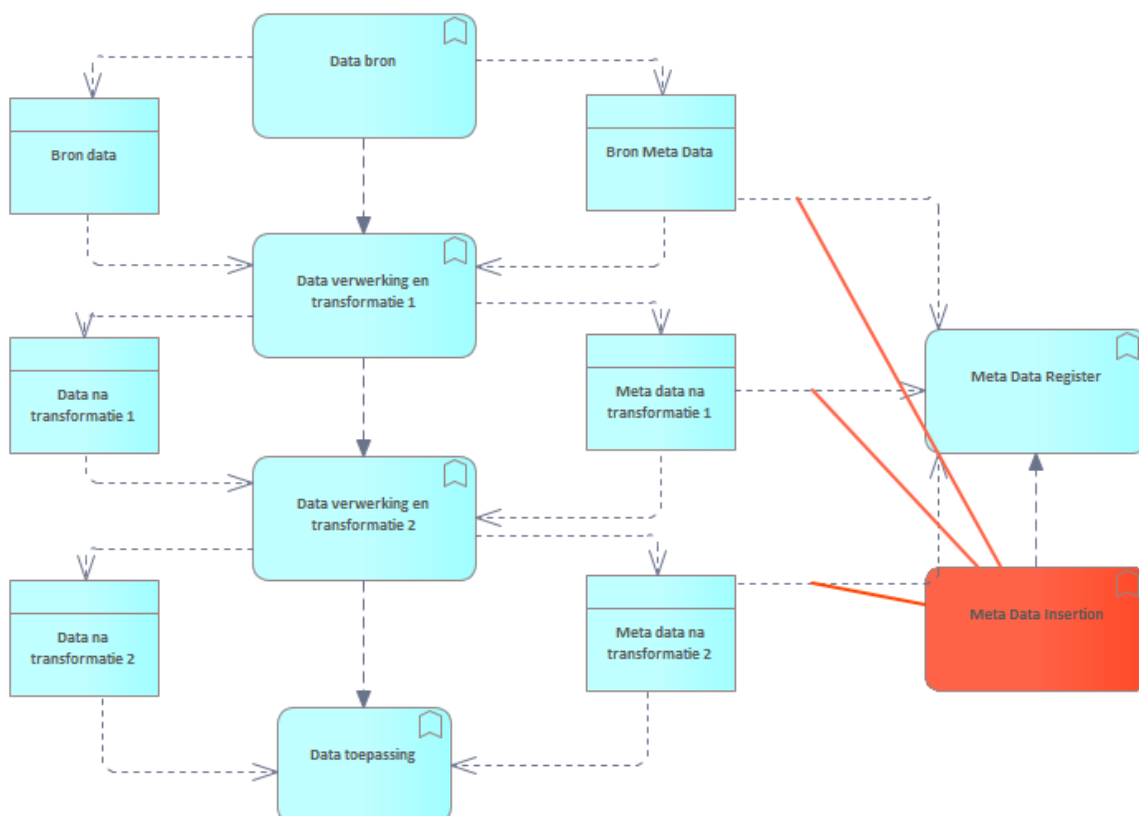 Data bron
Bron data
Bron Meta Data
Data verwerking en
transformatie 1
Data na
transformatie 1
Meta data na
transformatie 1
Meta Data Register
Data verwerking en
transformatie 2
Data na
transformatie 2
Meta data na
transformatie 2
Meta Data Insertion
Data toepassing